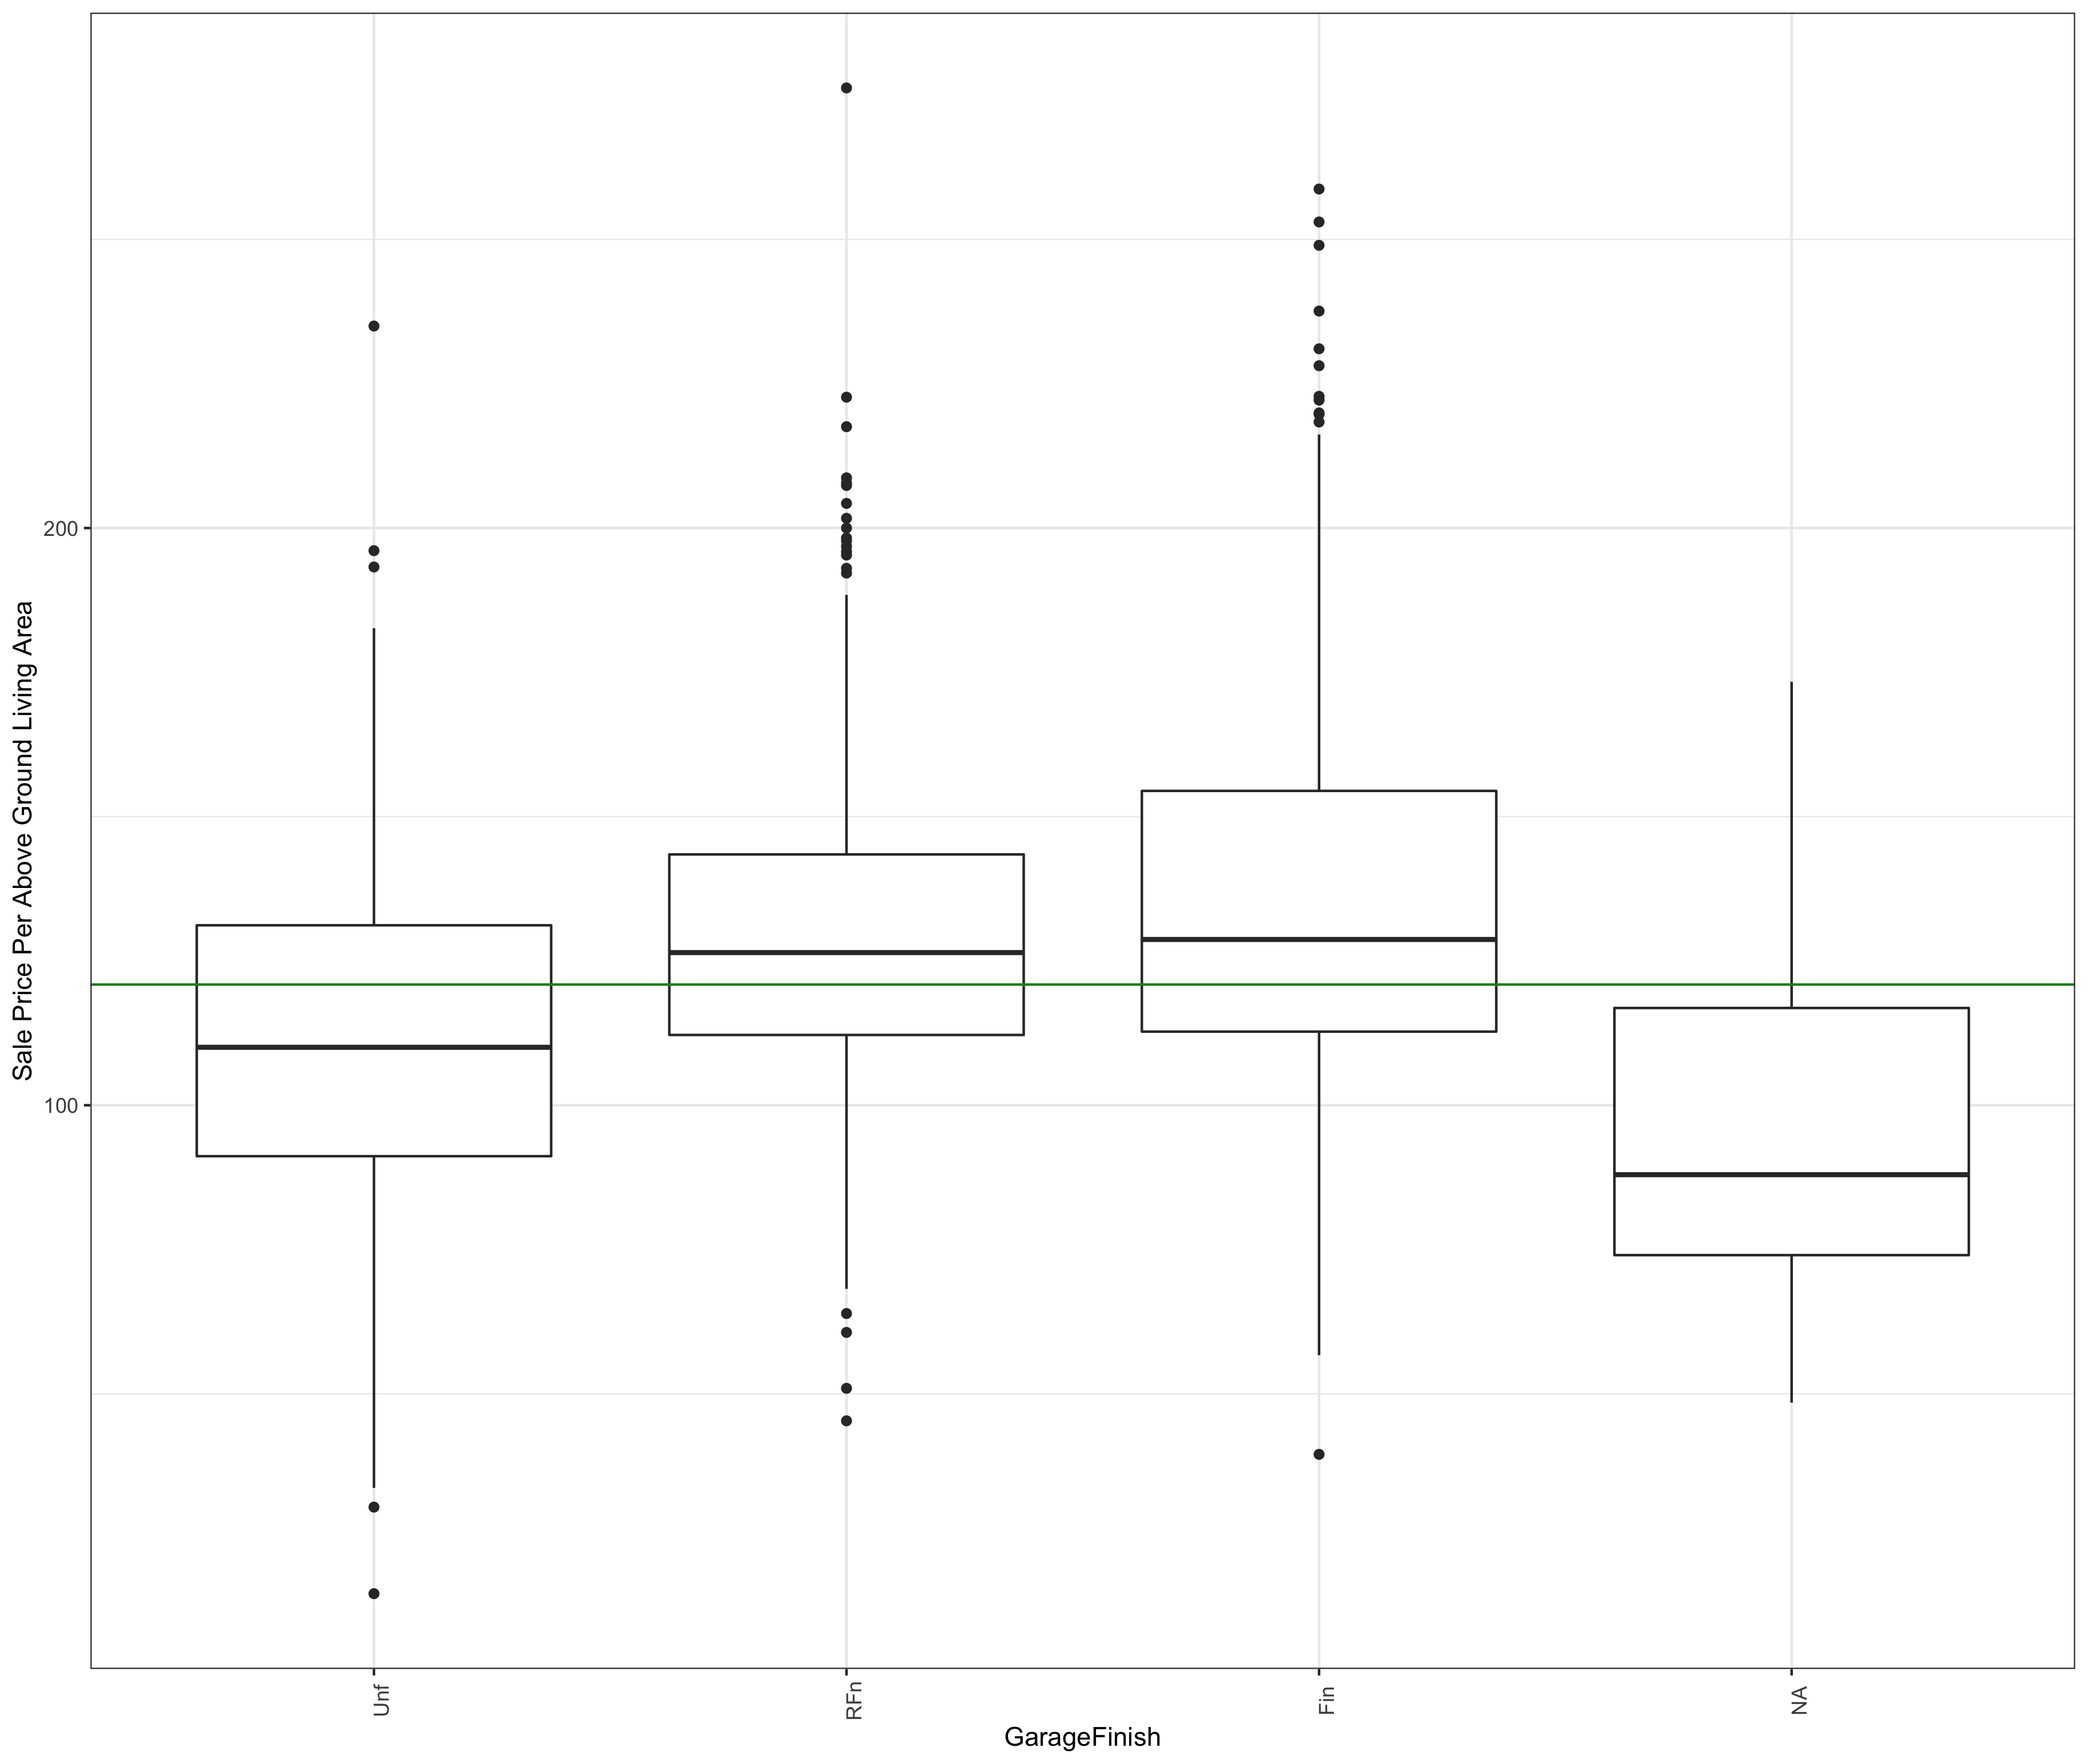 Sale Price Per Above Ground Living Area
200
100
Unf
RFn
Fin
NA
GarageFinish